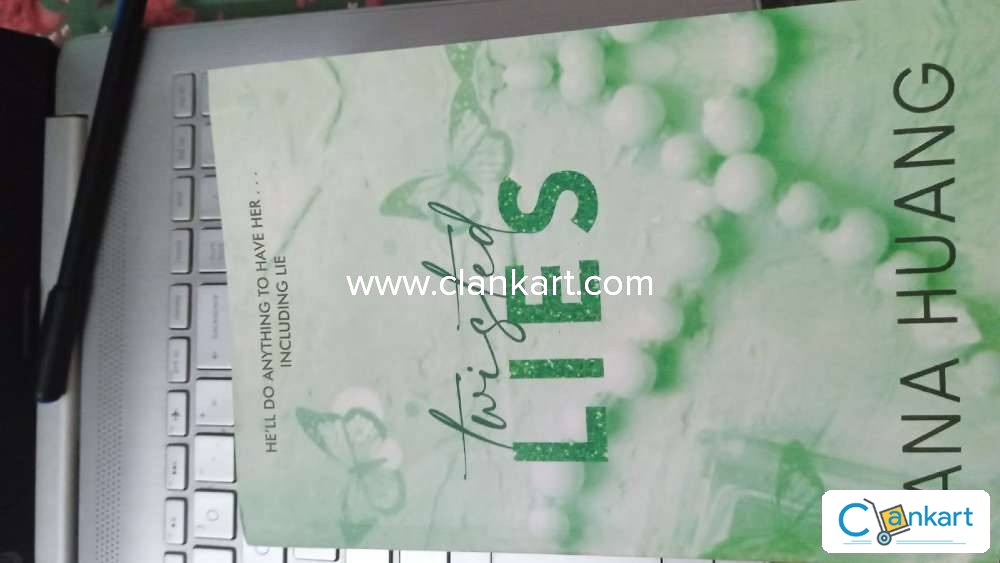 HE'LL DO ANYTHING TO HAVE HER . . .
INCLUDING LIE
twisted
LIES
ANA HUANG
www.clankart.com
Clankart